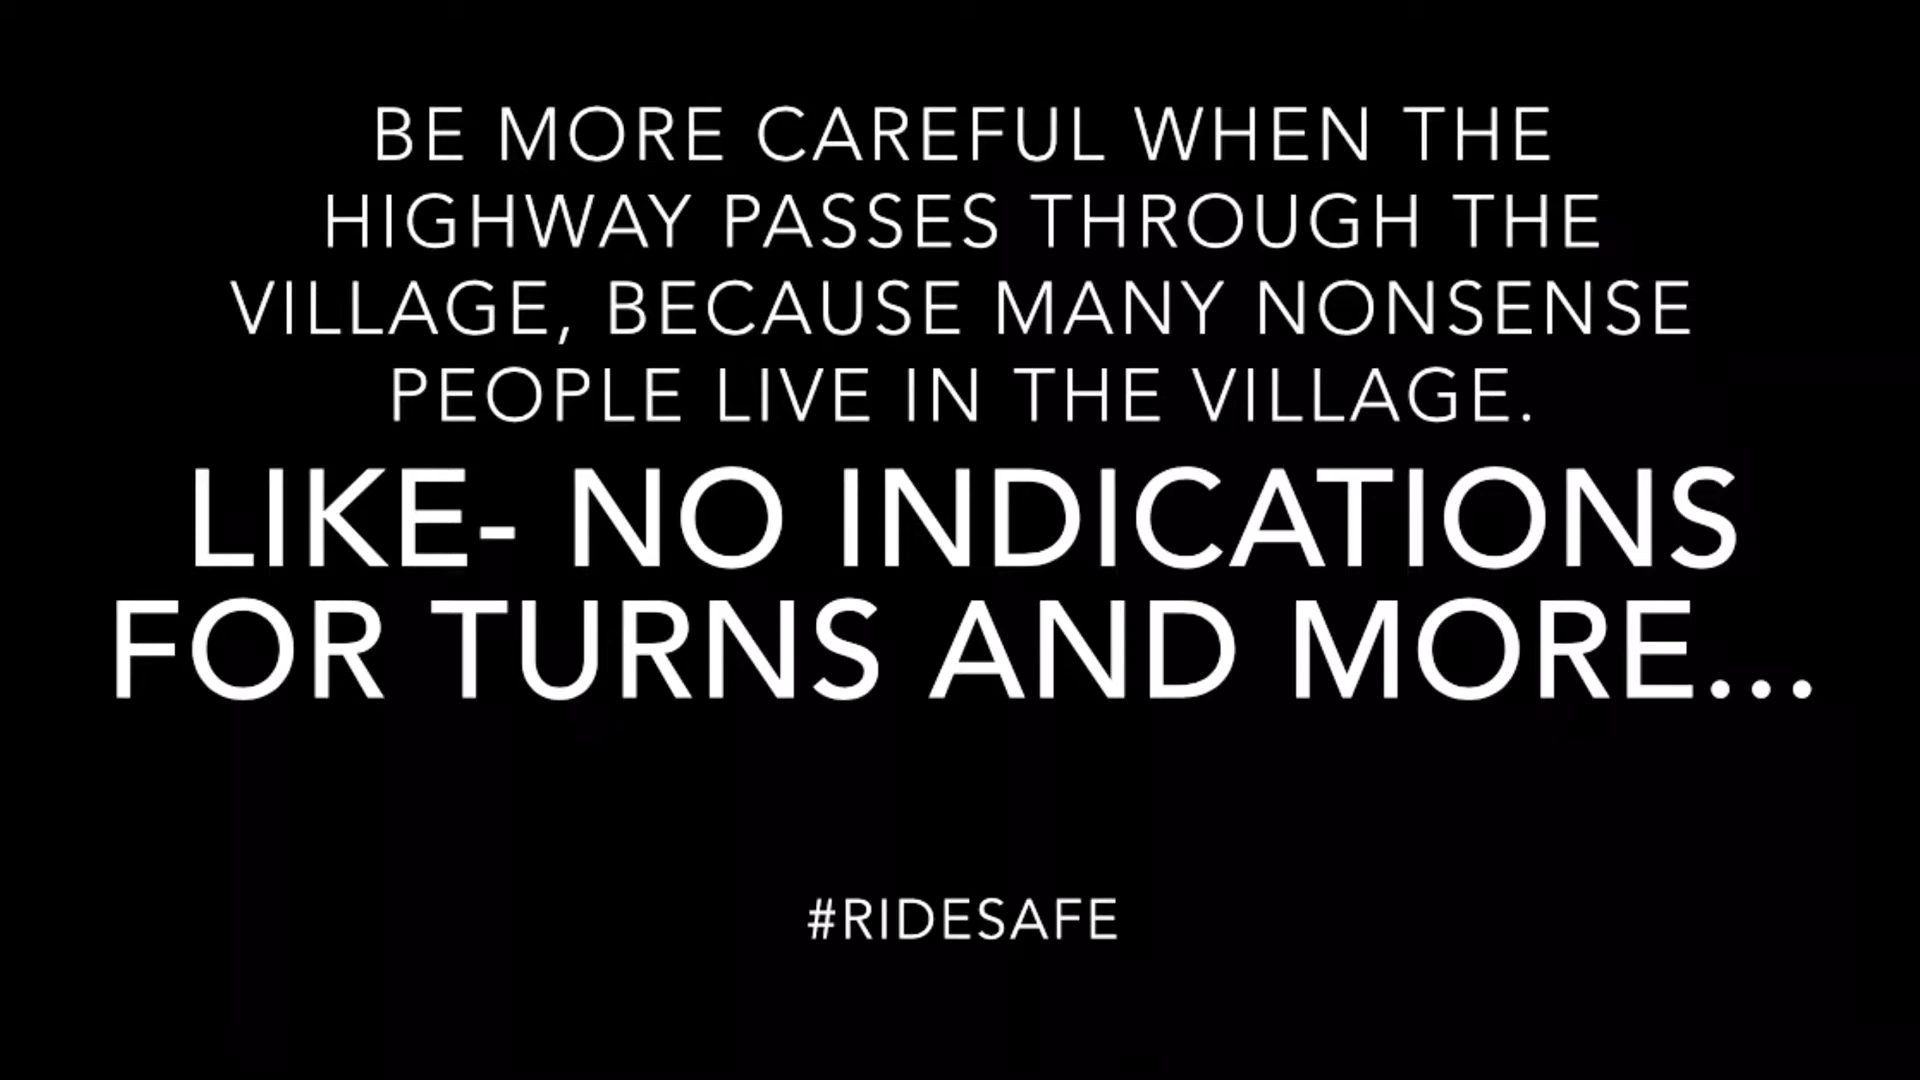 BE MORE CAREFUL WHEN THE
HIGHWAY PASSES THROUGH THE
VILLAGE, BECAUSE MANY NONSENSE
PEOPLE LIVE IN THE VILLAGE.
LIKE- NO INDICATIONS
FOR TURNS AND MORE...
#RIDESAFE